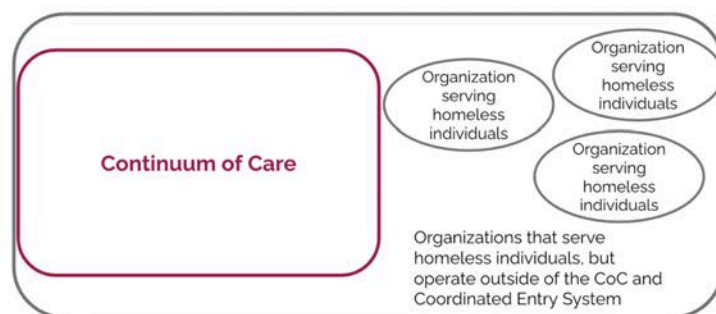 Continuum of Care
Organization
serving
homeless
individuals
Organization
serving
homeless
individuals
Organization
serving
homeless
individuals
Organizations that serve
homeless individuals, but
operate outside of the CoC and
Coordinated Entry System